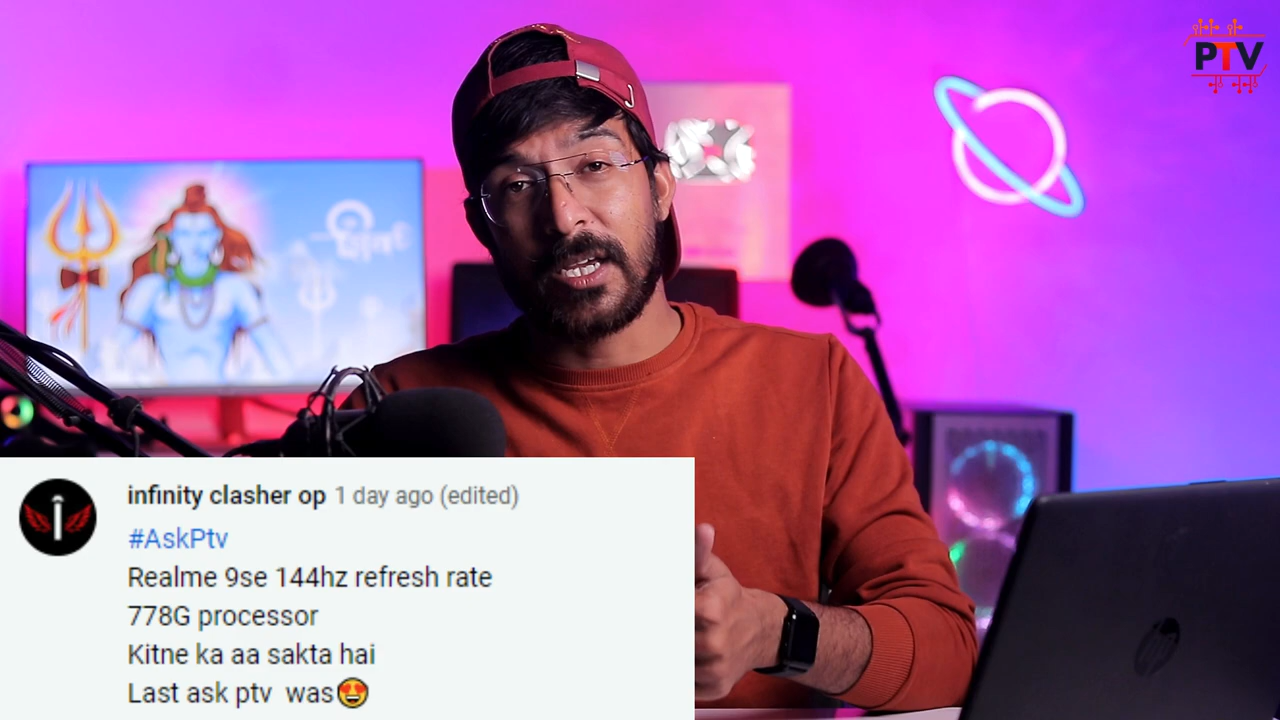 PTV
infinity clasher op 1 day ago (edited)
#AskPtv
Realme 9se 144hz refresh rate
778G processor
Kitne ka aa sakta hai
Last ask ptv was😍